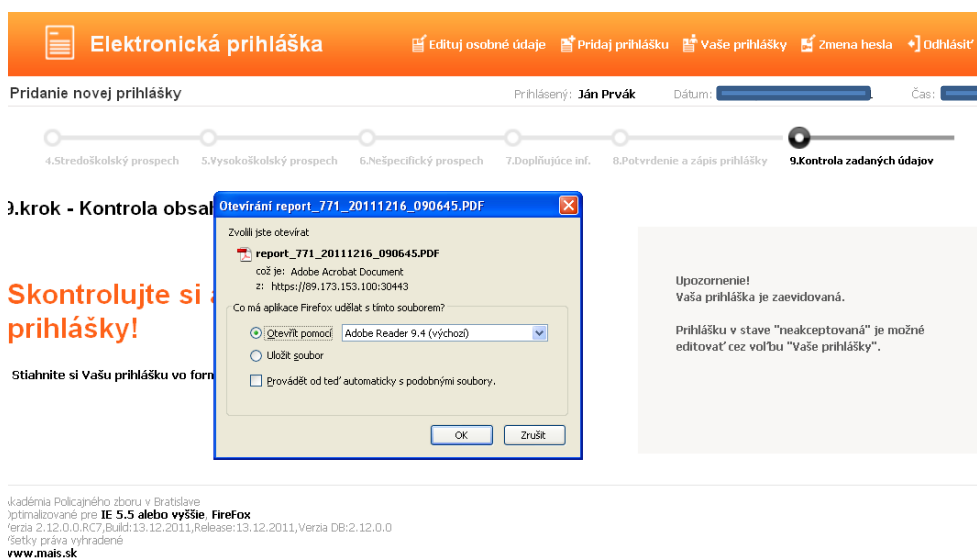 Elektronická prihláška
Edituj osobné údaje Pridaj prihlášku Vaše prihlášky Zmena hesla Odhlásiť
Pridanie novej prihlášky Prihlásený: Ján Prvák Dátum: Čas:
4.Stredoškolský prospech 5.Vysokoškolský prospech 6.Nešpecifický prospech 7.Doplňujúce inf. 8.Potvrdenie a zápis prihlášky 9.Kontrola zadaných údajov
9.krok - Kontrola obsah
Otevírání report_771_20111216_090645.PDF
Zvolili jste otevírat
report_771_20111216_090645.PDF
což je: Adobe Acrobat Document
z: https://89.173.153.100:30443
Co má aplikace Firefox udělat s tímto souborem?
Otevřít pomocí Adobe Reader 9.4 (výchozí)
Uložit soubor
Provádět od teď automaticky s podobnými soubory.
OK Zrušit
Skontrolujte si a
prihlášky!
Stiahnite si Vašu prihlášku vo form
Upozornenie!
Vaša prihláška je zaevidovaná.
Prihlášku v stave "neakceptovaná" je možné
editovať cez voľbu "Vaše prihlášky".
Akadémia Policajného zboru v Bratislave
Optimalizované pre IE 5.5 alebo vyššie, FireFox
Verzia 2.12.0.0.RC7,Build:13.12.2011,Release:13.12.2011,Verzia DB:2.12.0.0
Všetky práva vyhradené
www.mais.sk